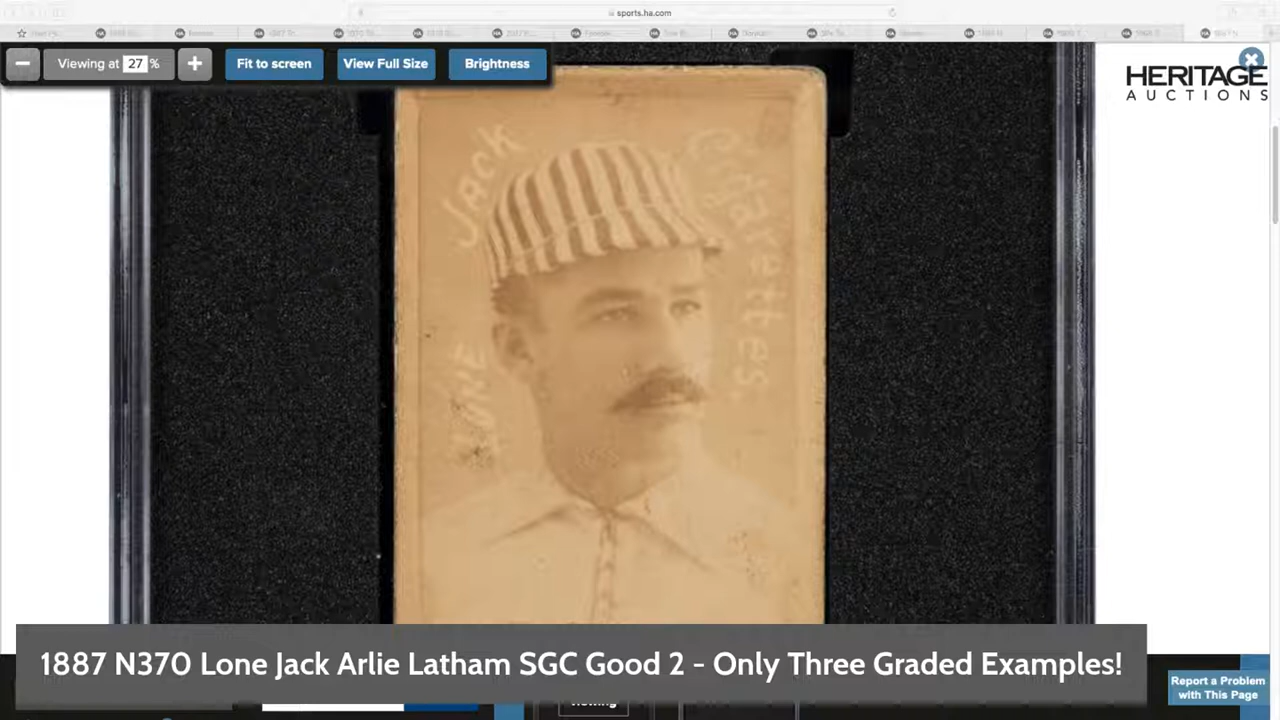 sports.ha.com
Viewing at 27 %
Fit to screen
View Full Size
Brightness
HERITAGE
AUCTIONS
LONE Jack Cigarettes
1887 N370 Lone Jack Arlie Latham SGC Good 2 - Only Three Graded Examples!
Report a Problem
with This Page